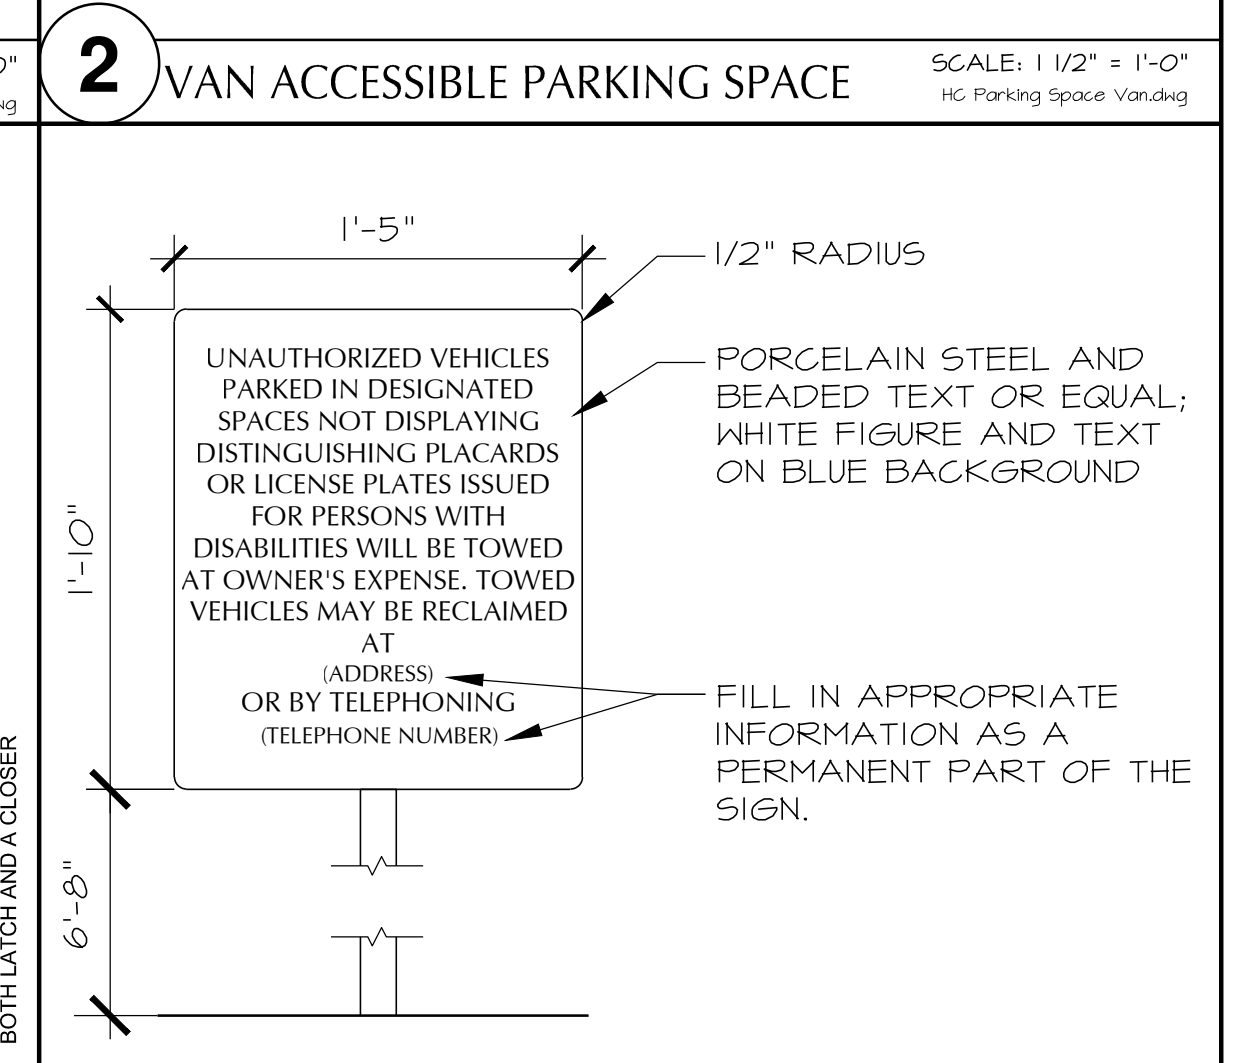 2
VAN ACCESSIBLE PARKING SPACE
SCALE: 1 1/2" = 1'-0"
HC Parking Space Van.dwg
1'-5"
1/2" RADIUS
UNAUTHORIZED VEHICLES
PARKED IN DESIGNATED
SPACES NOT DISPLAYING
DISTINGUISHING PLACARDS
OR LICENSE PLATES ISSUED
FOR PERSONS WITH
DISABILITIES WILL BE TOWED
AT OWNER'S EXPENSE. TOWED
VEHICLES MAY BE RECLAIMED
AT
(ADDRESS)
OR BY TELEPHONING
(TELEPHONE NUMBER)
PORCELAIN STEEL AND
BEADED TEXT OR EQUAL;
WHITE FIGURE AND TEXT
ON BLUE BACKGROUND
FILL IN APPROPRIATE
INFORMATION AS A
PERMANENT PART OF THE
SIGN.
1'-10"
6'-8"
BOTH LATCH AND A CLOSER